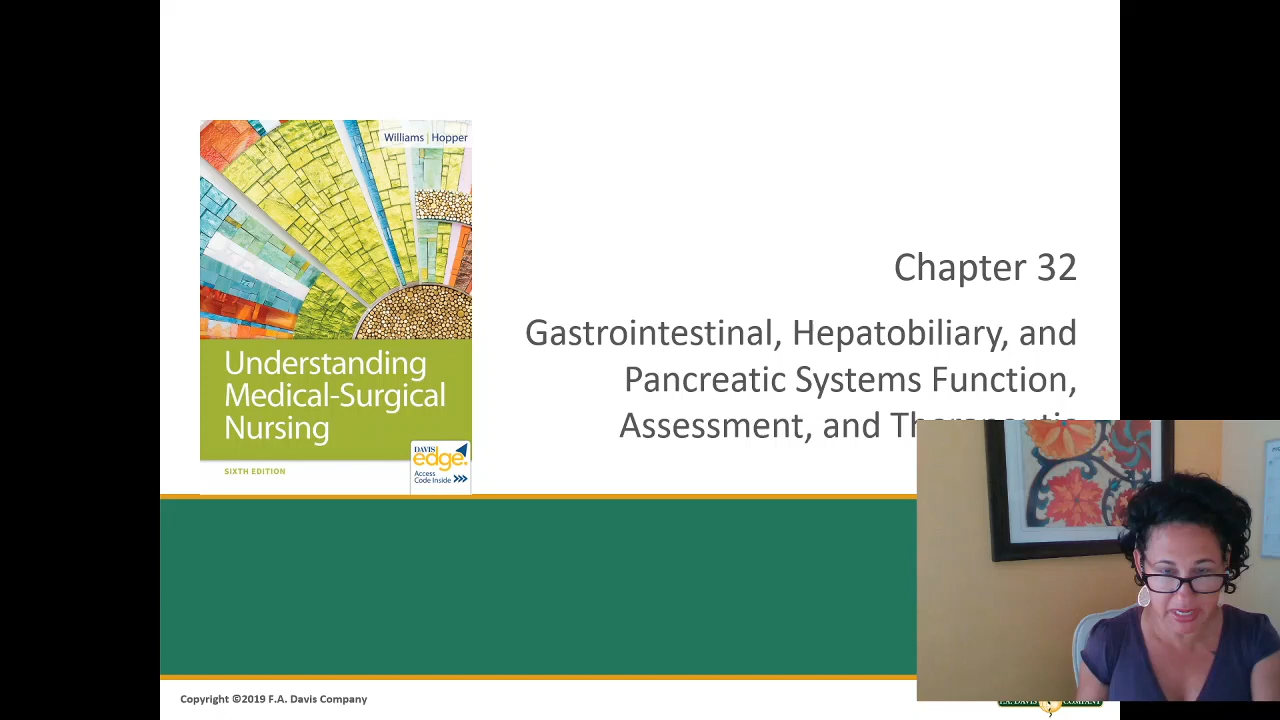 Williams | Hopper
Understanding
Medical-Surgical
Nursing
SIXTH EDITION
DAVIS
edge.
Access
Code Inside >>>
Chapter 32
Gastrointestinal, Hepatobiliary, and
Pancreatic Systems Function,
Assessment, and
Copyright ©2019 F.A. Davis Company